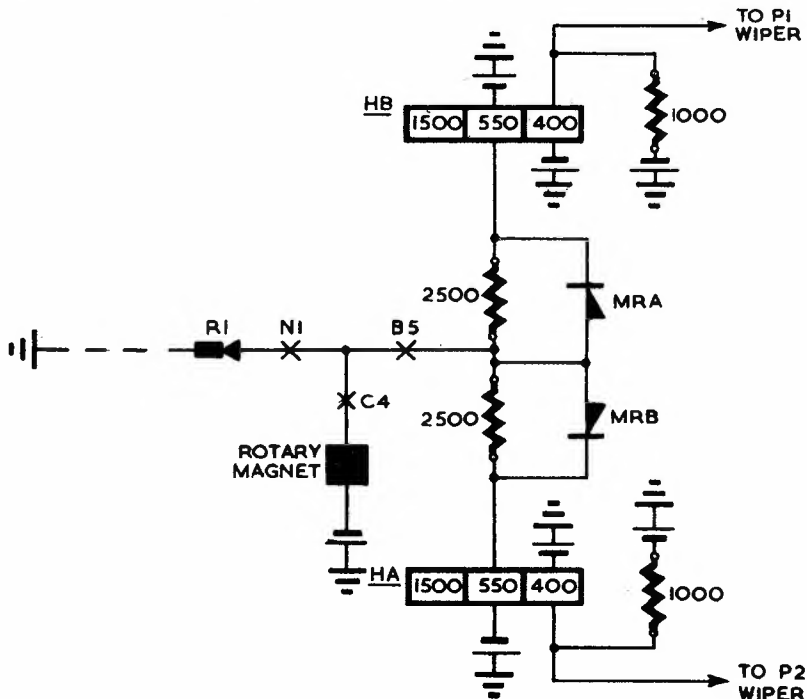 TO P1
WIPER
HB
1500 550 400
1000
2500
MRA
R1 N1 B5
C4
2500
MRB
ROTARY
MAGNET
HA
1500 550 400
1000
TO P2
WIPER